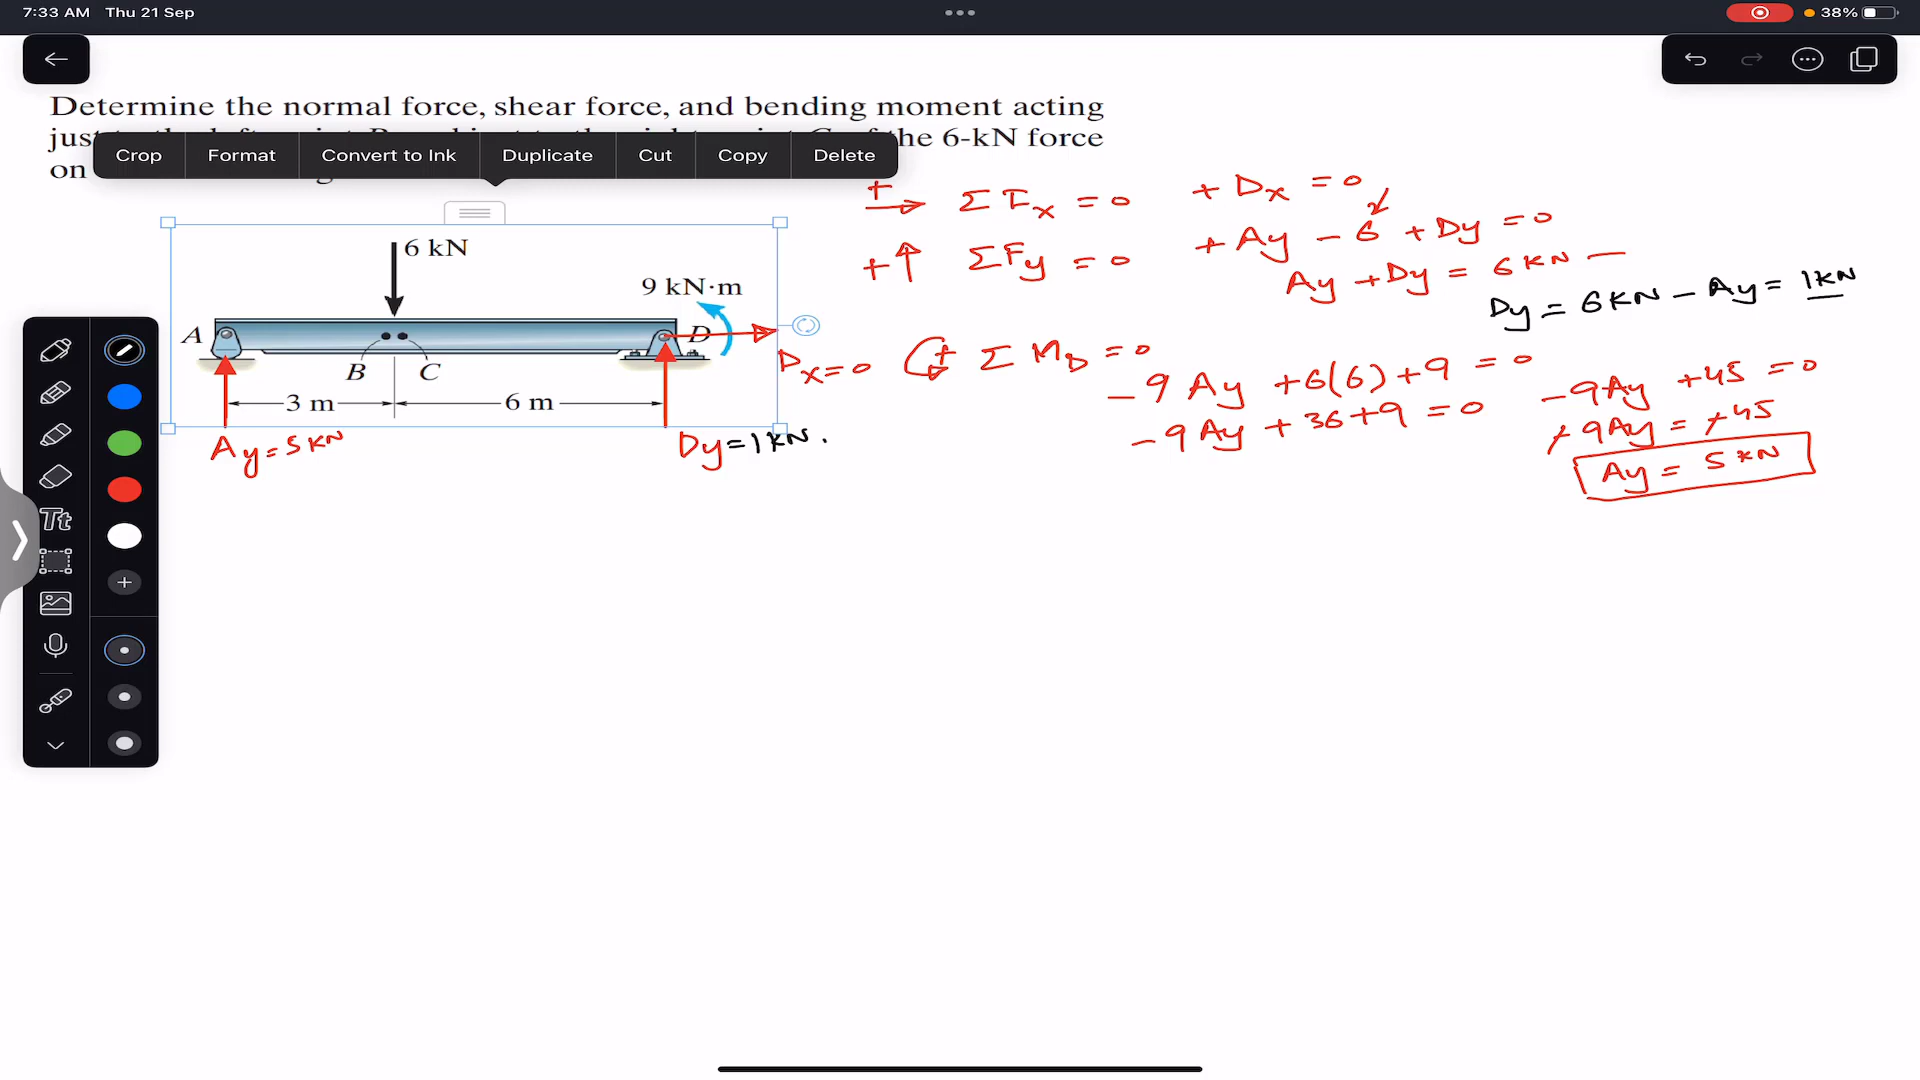 7:33 AM Thu 21 Sep
38%
Determine the normal force, shear force, and bending moment acting
jus
he 6-kN force
on
Crop Format Convert to Ink Duplicate Cut Copy Delete
6 kN
9 kN·m
A
D
B C
3 m
6 m
Ay=5KN
Dy=1KN.
Dx=0
+ ΣFx = 0 + Dx = 0
+ ΣFy = 0 + Ay - 6 + Dy = 0
Ay + Dy = 6KN
Dy = 6KN - Ay = 1KN
+ ΣMD = 0
- 9 Ay + 6(6) + 9 = 0
- 9 Ay + 36 + 9 = 0
- 9Ay + 45 = 0
- 9Ay = - 45
Ay = 5KN
Tt